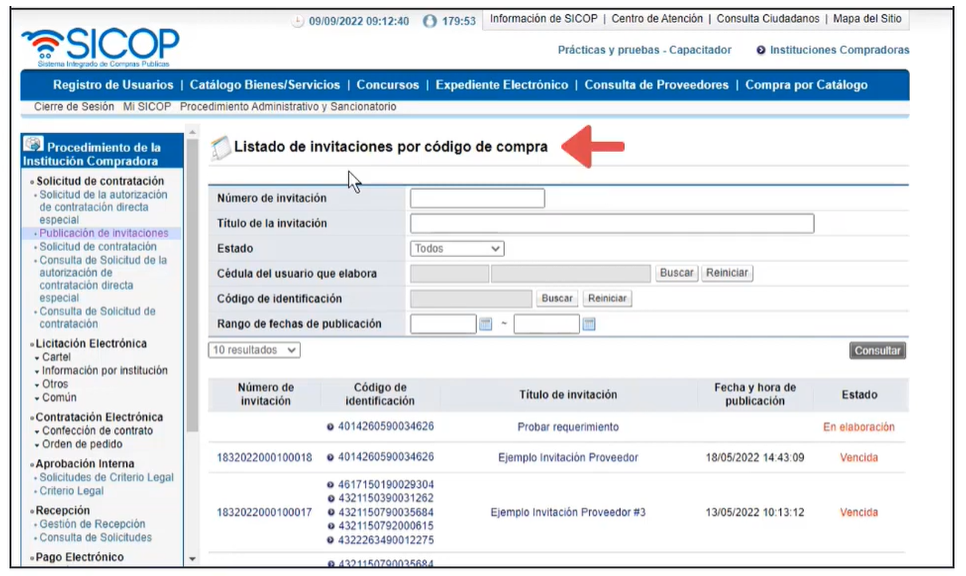 09/09/2022 09:12:40 179:53 Información de SICOP | Centro de Atención | Consulta Ciudadanos | Mapa del Sitio
SICOP
Sistema Integrado de Compras Públicas
Prácticas y pruebas - Capacitador Instituciones Compradoras
Registro de Usuarios | Catálogo Bienes/Servicios | Concursos | Expediente Electrónico | Consulta de Proveedores | Compra por Catálogo
Cierre de Sesión Mi SICOP Procedimiento Administrativo y Sancionatorio
Procedimiento de la
Institución Compradora
Solicitud de contratación
Solicitud de la autorización
de contratación directa
especial
Publicación de invitaciones
Solicitud de contratación
Consulta de Solicitud de la
autorización de
contratación directa
especial
Consulta de Solicitud de
contratación
Licitación Electrónica
Cartel
Información por institución
Otros
Común
Contratación Electrónica
Confección de contrato
Orden de pedido
Aprobación Interna
Solicitudes de Criterio Legal
Criterio Legal
Recepción
Gestión de Recepción
Consulta de Solicitudes
Pago Electrónico
Listado de invitaciones por código de compra
Número de invitación
Título de la invitación
Estado Todos
Cédula del usuario que elabora Buscar Reiniciar
Código de identificación Buscar Reiniciar
Rango de fechas de publicación ~
10 resultados Consultar
Número de invitación Código de identificación Título de invitación Fecha y hora de publicación Estado
4014260590034626 Probar requerimiento En elaboración
1832022000100018 4014260590034626 Ejemplo Invitación Proveedor 18/05/2022 14:43:09 Vencida
4617150190029304
4321150390031262
1832022000100017 4321150790035684 Ejemplo Invitación Proveedor #3 13/05/2022 10:13:12 Vencida
4321150792000615
4322263490012275
4321150790035684